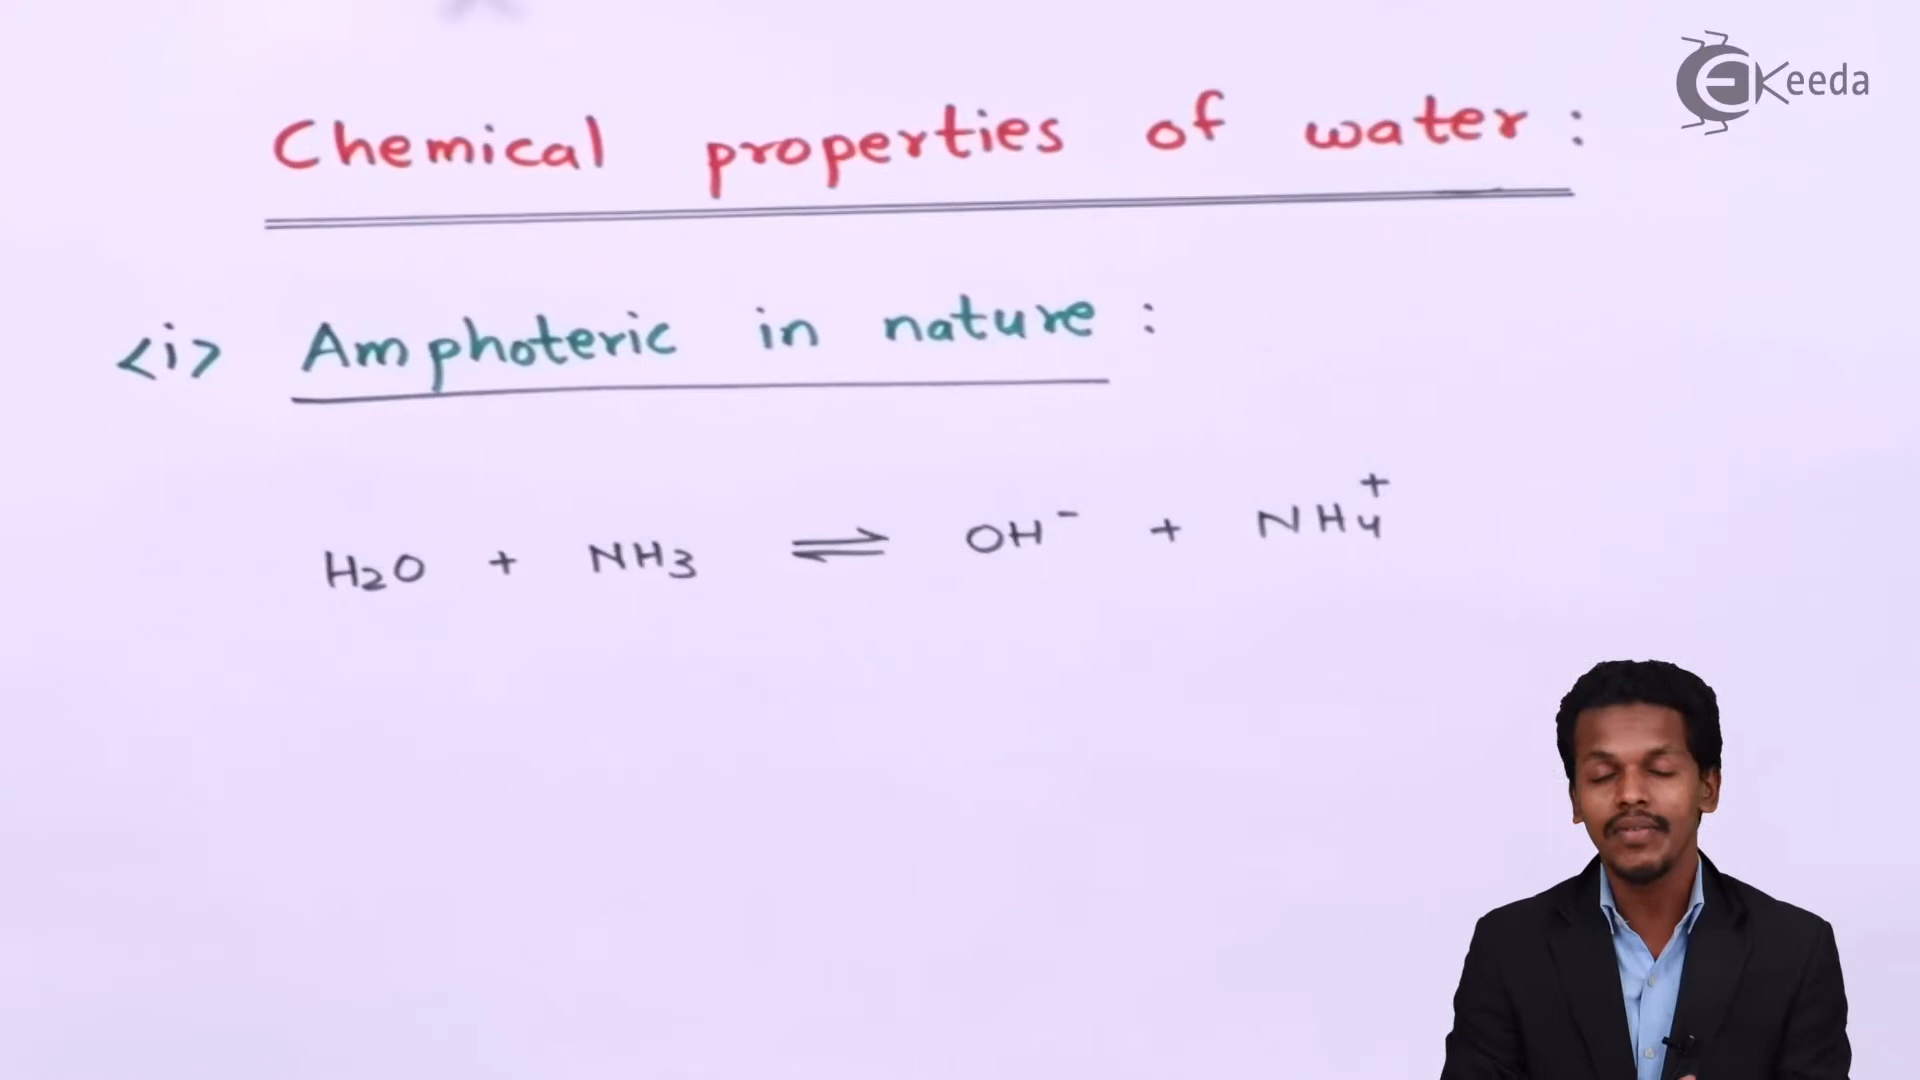 EKeeda
Chemical properties of water :
<i> Amphoteric in nature :
H₂O + NH₃ ⇌ OH⁻ + NH₄⁺